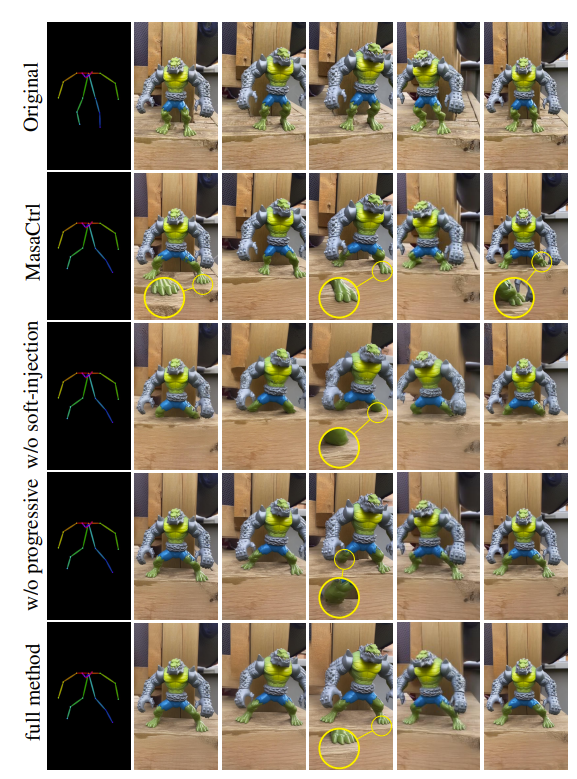 Original
MasaCtrl
w/o soft-injection
w/o progressive
full method